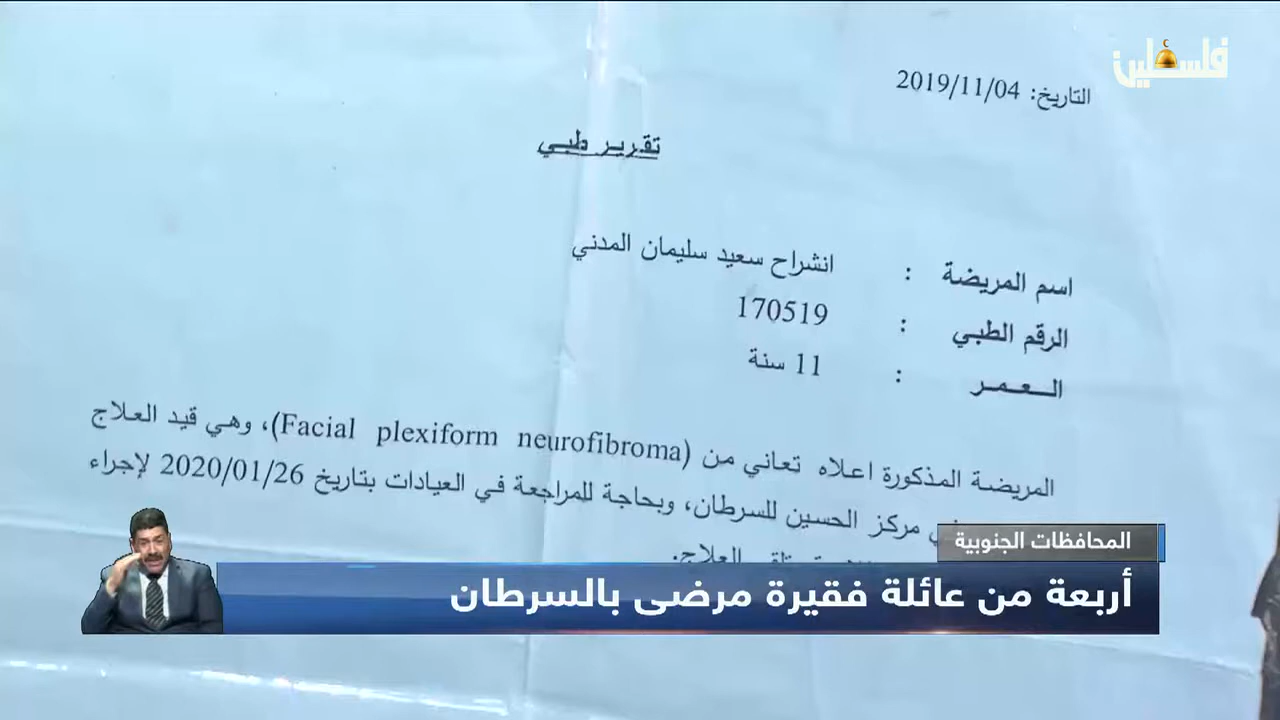 فلسطين
التاريخ: 2019/11/04
تقرير طبي
اسم المريضة : انشراح سعيد سليمان المدني
الرقم الطبي : 170519
العمر : 11 سنة
المريضة المذكورة اعلاه تعاني من (Facial plexiform neurofibroma)، وهي قيد العلاج
مركز الحسين للسرطان، وبحاجة للمراجعة في العيادات بتاريخ 2020/01/26 لإجراء
العلاج.
المحافظات الجنوبية
أربعة من عائلة فقيرة مرضى بالسرطان